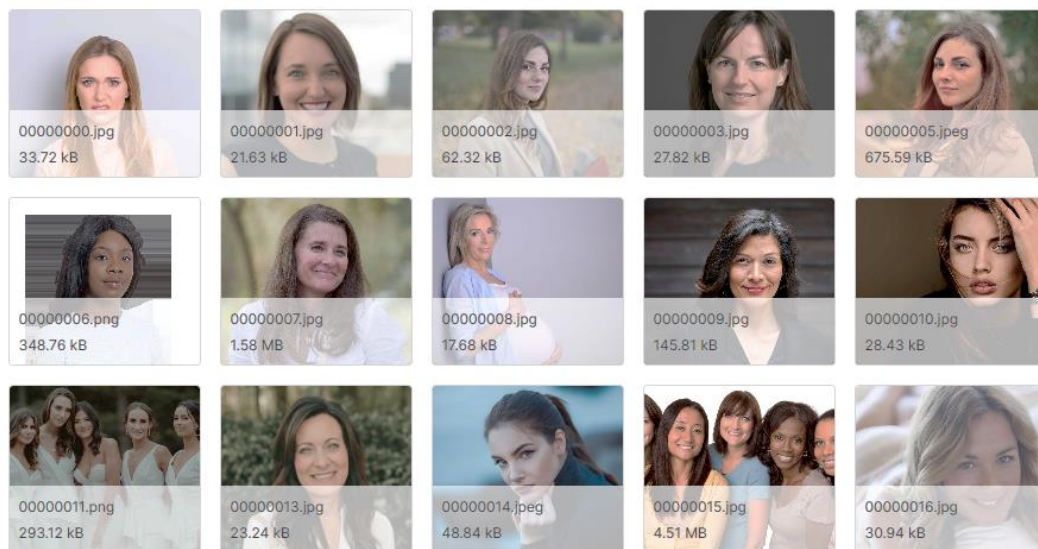 00000000.jpg
33.72 kB
00000001.jpg
21.63 kB
00000002.jpg
62.32 kB
00000003.jpg
27.82 kB
00000005.jpeg
675.59 kB
00000006.png
348.76 kB
00000007.jpg
1.58 MB
00000008.jpg
17.68 kB
00000009.jpg
145.81 kB
00000010.jpg
28.43 kB
00000011.png
293.12 kB
00000013.jpg
23.24 kB
00000014.jpeg
48.84 kB
00000015.jpg
4.51 MB
00000016.jpg
30.94 kB